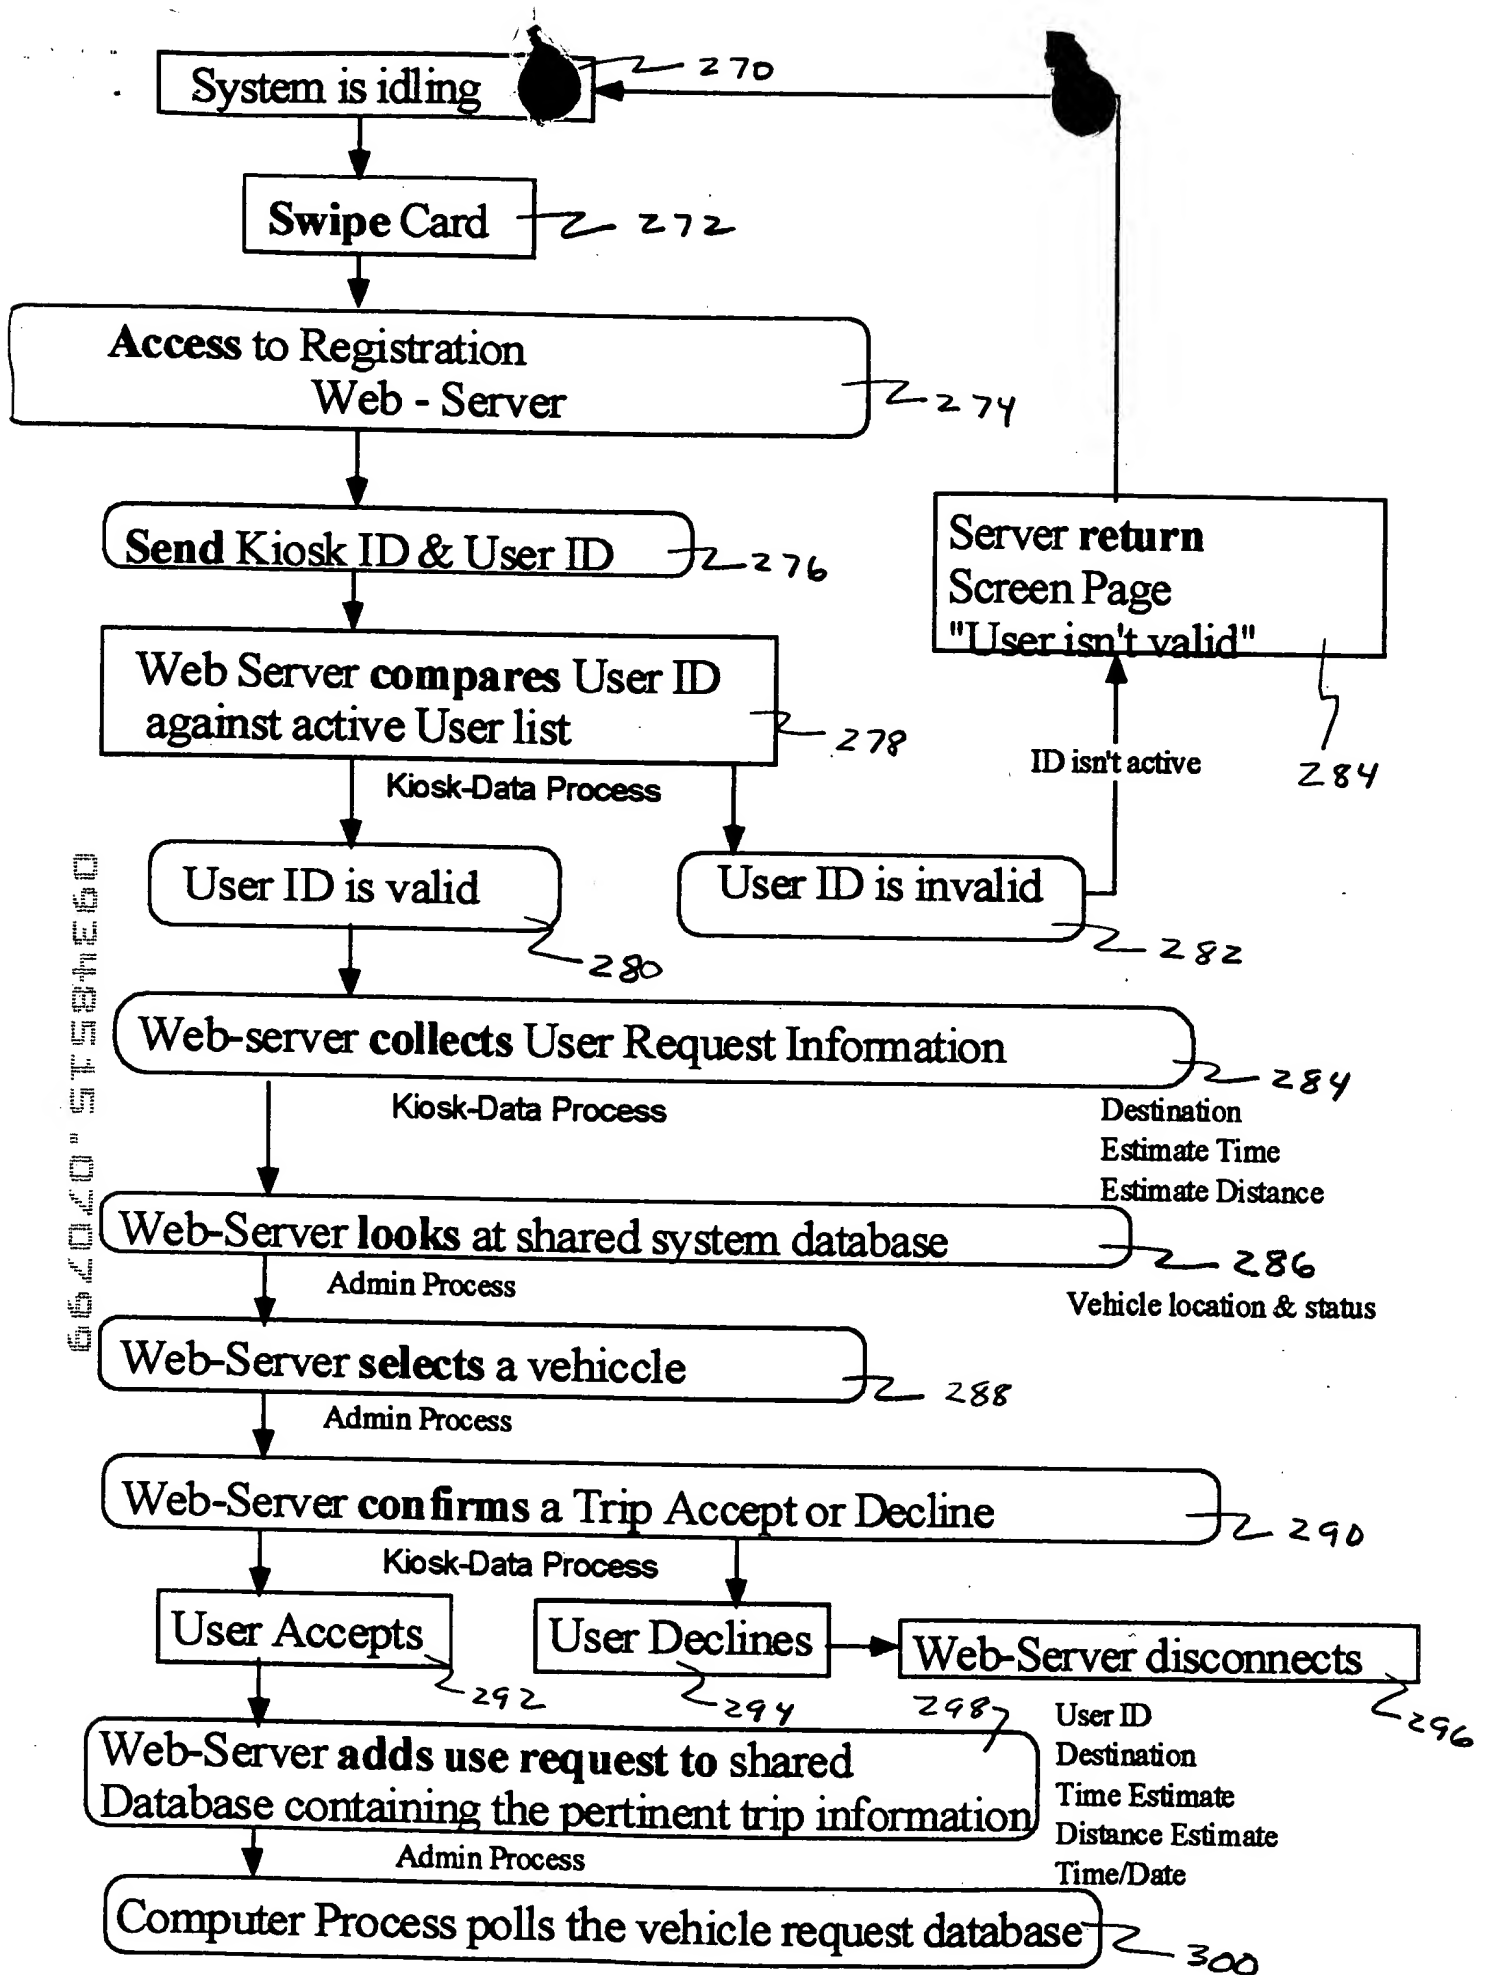 System is idling
270
Swipe Card
272
Access to Registration
Web - Server
274
Send Kiosk ID & User ID
276
Server return
Screen Page
"User isn't valid"
284
Web Server compares User ID
against active User list
278
ID isn't active
Kiosk-Data Process
User ID is valid
280
User ID is invalid
282
Web-server collects User Request Information
284
Kiosk-Data Process
Destination
Estimate Time
Estimate Distance
Web-Server looks at shared system database
286
Admin Process
Vehicle location & status
Web-Server selects a vehiccle
288
Admin Process
Web-Server confirms a Trip Accept or Decline
290
Kiosk-Data Process
User Accepts
292
User Declines
294
Web-Server disconnects
296
298
Web-Server adds use request to shared
Database containing the pertinent trip information
User ID
Destination
Time Estimate
Distance Estimate
Time/Date
Admin Process
Computer Process polls the vehicle request database
300
09348515.070799